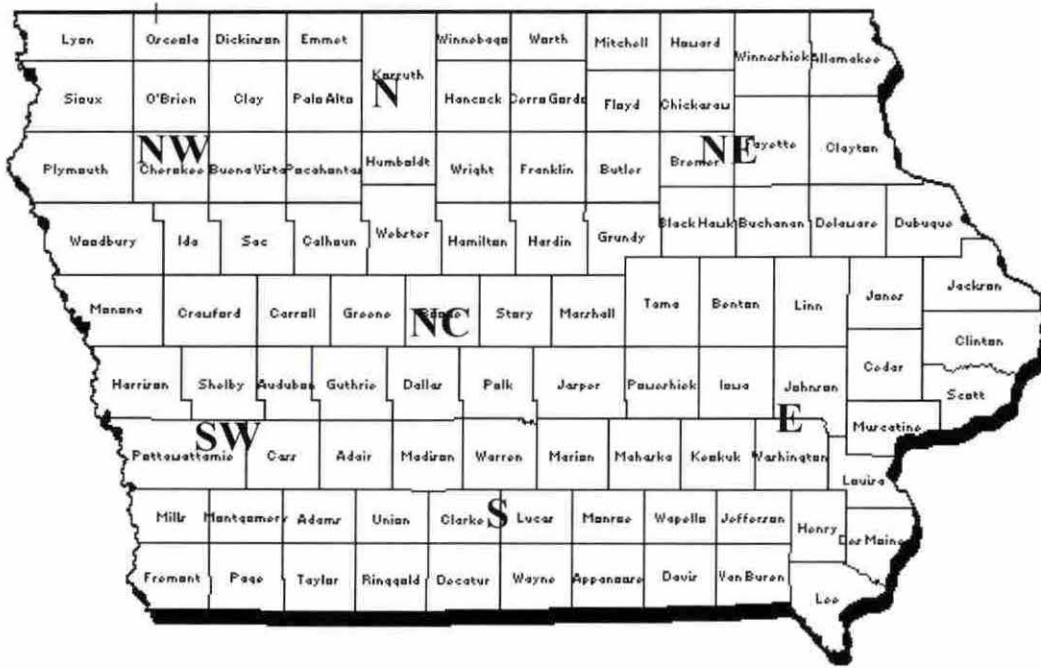 Lyon Osceola Dickinson Emmet Winnebago Worth Mitchell Howard Winneshiek Allamakee
Kossuth
Sioux O'Brien Clay Palo Alto N Hancock Cerro Gordo Floyd Chickasaw
NW NE
Plymouth Cherokee Buena Vista Pocahontas Humboldt Wright Franklin Butler Bremer Fayette Clayton
Woodbury Ida Sac Calhoun Webster Hamilton Hardin Grundy Black Hawk Buchanan Delaware Dubuque
Monona Crawford Carroll Greene Boone Story Marshall Tama Benton Linn Jones Jackson
NC
Clinton
Harrison Shelby Audubon Guthrie Dallas Polk Jasper Poweshiek Iowa Johnson Cedar Scott
SW E
Muscatine
Pottawattamie Cass Adair Madison Warren Marion Mahaska Keokuk Washington
Louisa
Mills Montgomery Adams Union Clarke S Lucas Monroe Wapello Jefferson Henry Des Moine
Fremont Page Taylor Ringgold Decatur Wayne Appanoose Davis Van Buren
Lee